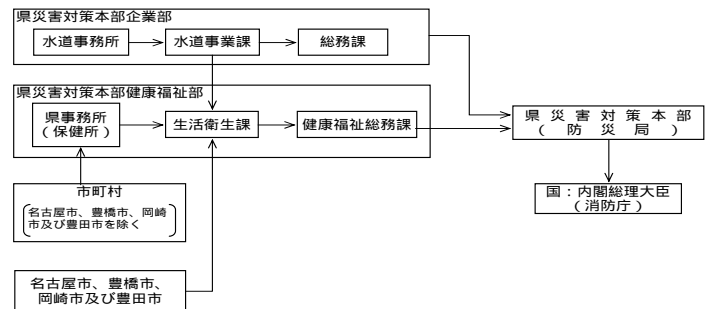 県災害対策本部企業部
水道事務所
水道事業課
総務課
県災害対策本部健康福祉部
県事務所
（保健所）
生活衛生課
健康福祉総務課
県災害対策本部
（防災局）
市町村
名古屋市、豊橋市、岡崎
市及び豊田市を除く
国：内閣総理大臣
（消防庁）
名古屋市、豊橋市、
岡崎市及び豊田市